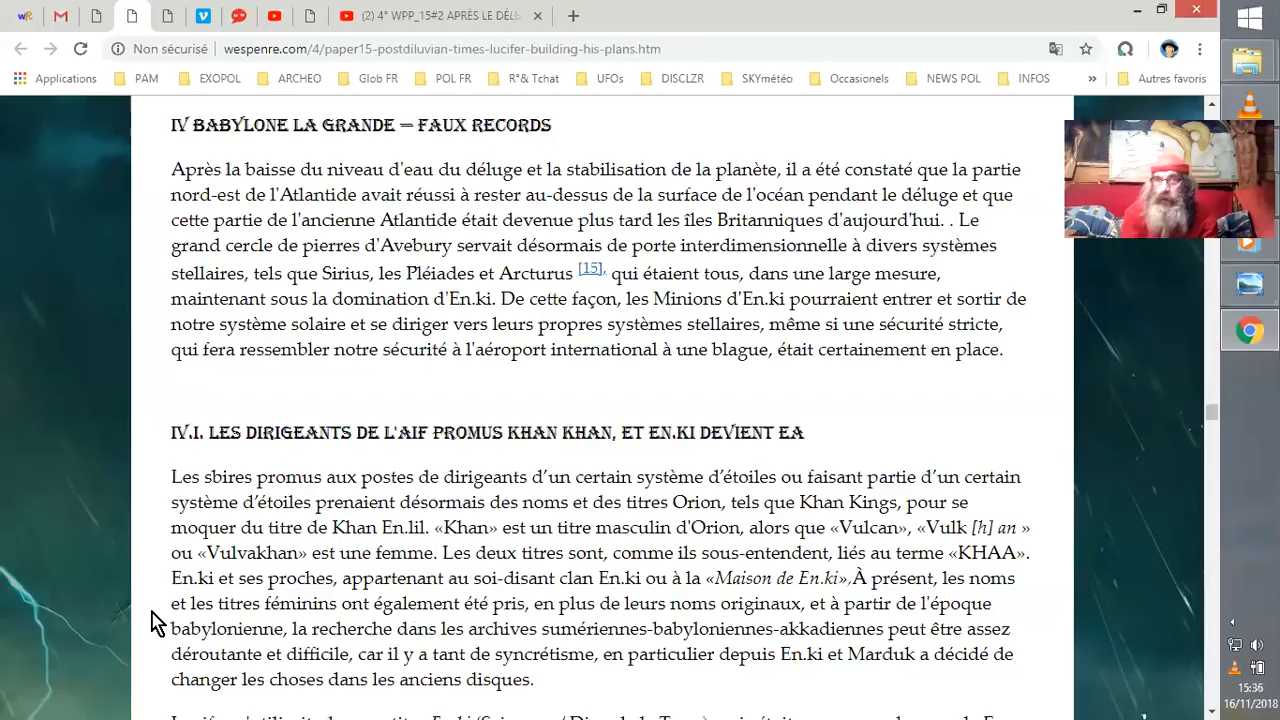 (2) 4° WPP_15#2 APRÈS LE DÉL
Non sécurisé
wespenre.com/4/paper15-postdiluvian-times-lucifer-building-his-plans.htm
Applications PAM EXOPOL ARCHEO Glob FR POL FR R°& Tchat UFOs DISCLZR SKYmétéo Occasionels NEWS POL INFOS » Autres favoris
IV BABYLONE LA GRANDE – FAUX RECORDS
Après la baisse du niveau d'eau du déluge et la stabilisation de la planète, il a été constaté que la partie
nord-est de l'Atlantide avait réussi à rester au-dessus de la surface de l'océan pendant le déluge et que
cette partie de l'ancienne Atlantide était devenue plus tard les îles Britanniques d'aujourd'hui. . Le
grand cercle de pierres d'Avebury servait désormais de porte interdimensionnelle à divers systèmes
stellaires, tels que Sirius, les Pléiades et Arcturus [15], qui étaient tous, dans une large mesure,
maintenant sous la domination d'En.ki. De cette façon, les Minions d'En.ki pourraient entrer et sortir de
notre système solaire et se diriger vers leurs propres systèmes stellaires, même si une sécurité stricte,
qui fera ressembler notre sécurité à l'aéroport international à une blague, était certainement en place.
IV.I. LES DIRIGEANTS DE L'AIF PROMUS KHAN KHAN, ET EN.KI DEVIENT EA
Les sbires promus aux postes de dirigeants d’un certain système d’étoiles ou faisant partie d’un certain
système d’étoiles prenaient désormais des noms et des titres Orion, tels que Khan Kings, pour se
moquer du titre de Khan En.lil. «Khan» est un titre masculin d'Orion, alors que «Vulcan», «Vulk [h] an »
ou «Vulvakhan» est une femme. Les deux titres sont, comme ils sous-entendent, liés au terme «KHAA».
En.ki et ses proches, appartenant au soi-disant clan En.ki ou à la «Maison de En.ki»,À présent, les noms
et les titres féminins ont également été pris, en plus de leurs noms originaux, et à partir de l'époque
babylonienne, la recherche dans les archives sumériennes-babyloniennes-akkadiennes peut être assez
déroutante et difficile, car il y a tant de syncrétisme, en particulier depuis En.ki et Marduk a décidé de
changer les choses dans les anciens disques.
15:36
16/11/2018